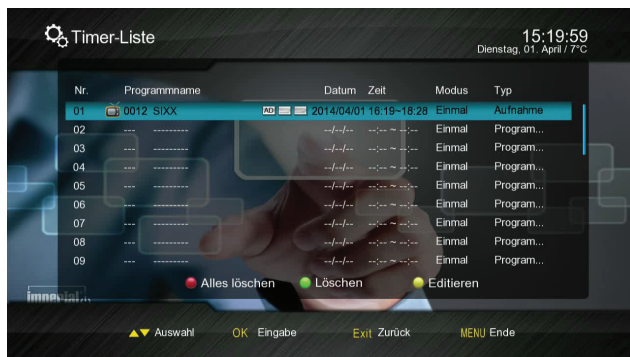 Timer-Liste
15:19:59
Dienstag, 01. April / 7°C
Nr. Programmname Datum Zeit Modus Typ
01 0012 SIXX AD 2014/04/01 16:19~18:28 Einmal Aufnahme
02 --- --------- --/--/-- --:-- ~ --:-- Einmal Program...
03 --- --------- --/--/-- --:-- ~ --:-- Einmal Program...
04 --- --------- --/--/-- --:-- ~ --:-- Einmal Program...
05 --- --------- --/--/-- --:-- ~ --:-- Einmal Program...
06 --- --------- --/--/-- --:-- ~ --:-- Einmal Program...
07 --- --------- --/--/-- --:-- ~ --:-- Einmal Program...
08 --- --------- --/--/-- --:-- ~ --:-- Einmal Program...
09 --- --------- --/--/-- --:-- ~ --:-- Einmal Program...
Alles löschen Löschen Editieren
imperial
Auswahl OK Eingabe Exit Zurück MENU Ende